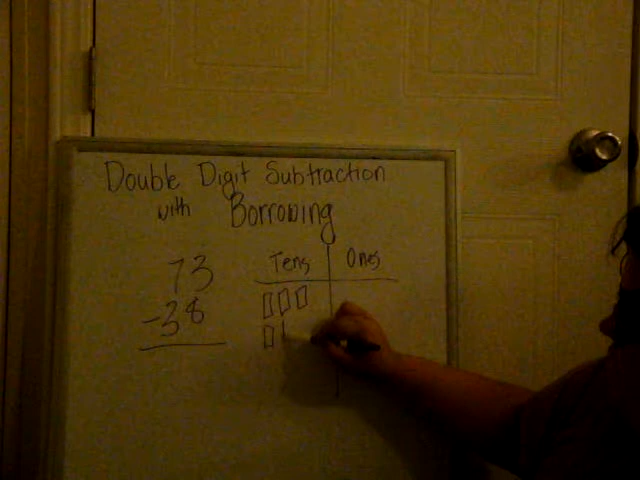 Double Digit Subtraction
with Borrowing
73
-38
Tens Ones